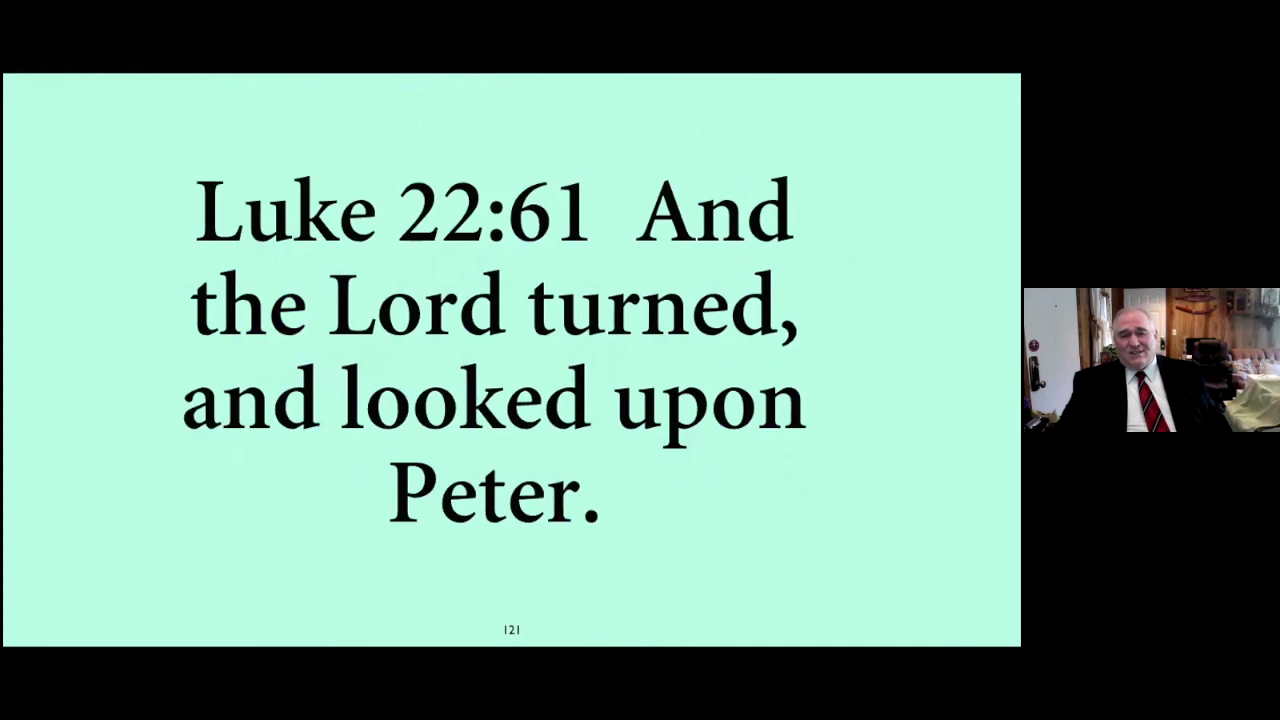 Luke 22:61  And
the Lord turned,
and looked upon
Peter.
121